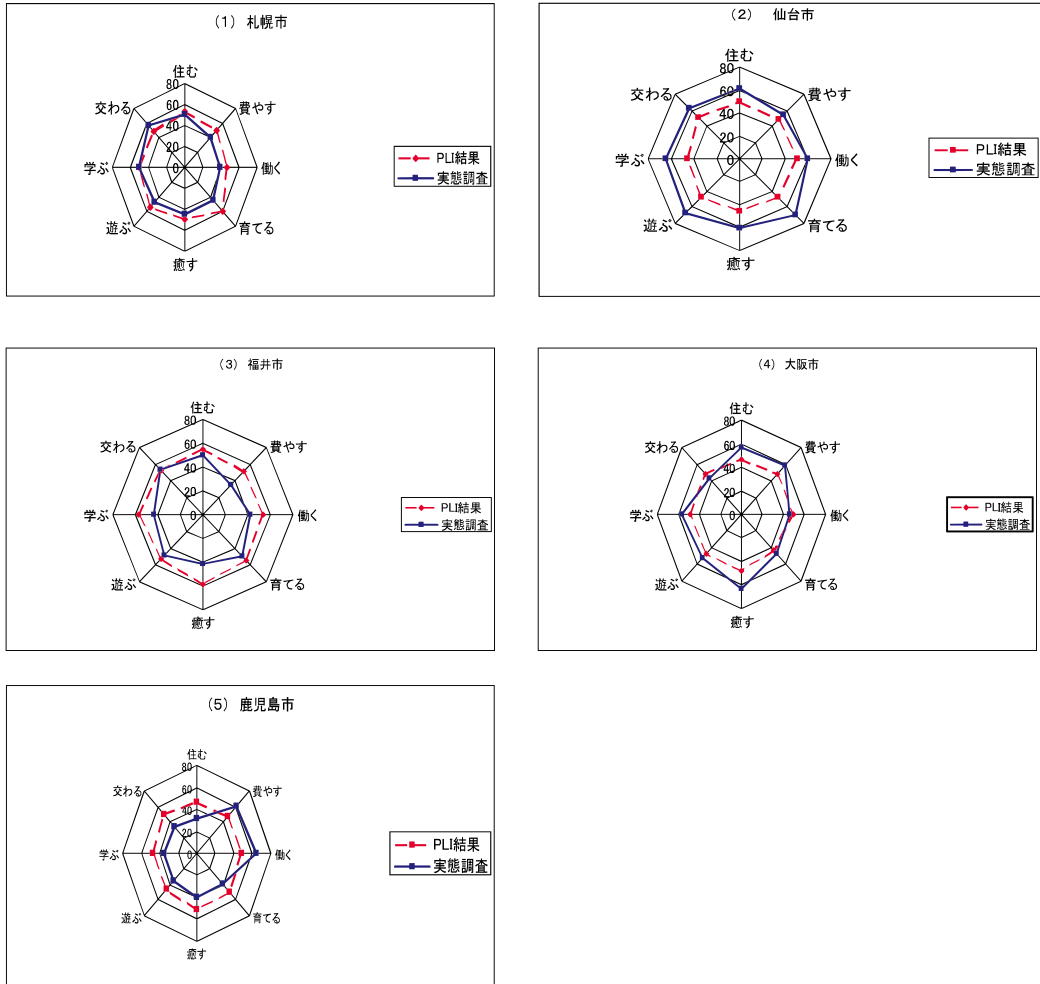 (1) 札幌市
住む
費やす
働く
育てる
癒す
遊ぶ
学ぶ
交わる
80
60
40
20
0
PLI結果
実態調査
(2) 仙台市
住む
費やす
働く
育てる
癒す
遊ぶ
学ぶ
交わる
80
60
40
20
0
PLI結果
実態調査
(3) 福井市
住む
費やす
働く
育てる
癒す
遊ぶ
学ぶ
交わる
80
60
40
20
0
PLI結果
実態調査
(4) 大阪市
住む
費やす
働く
育てる
癒す
遊ぶ
学ぶ
交わる
80
60
40
20
0
PLI結果
実態調査
(5) 鹿児島市
住む
費やす
働く
育てる
癒す
遊ぶ
学ぶ
交わる
80
60
40
20
0
PLI結果
実態調査